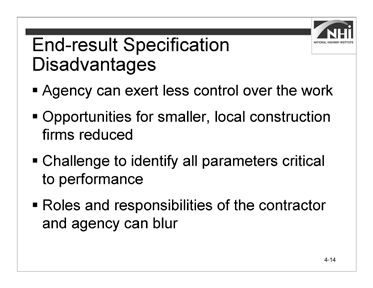 NHi
NATIONAL HIGHWAY INSTITUTE
End-result Specification
Disadvantages
▪ Agency can exert less control over the work
▪ Opportunities for smaller, local construction
firms reduced
▪ Challenge to identify all parameters critical
to performance
▪ Roles and responsibilities of the contractor
and agency can blur
4-14